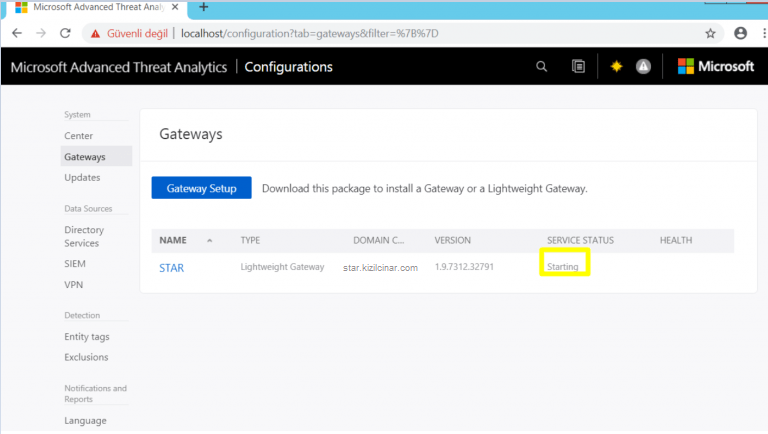 Microsoft Advanced Threat Analyt
Güvenli değil
localhost/configuration?tab=gateways&filter=%7B%7D
Microsoft Advanced Threat Analytics
Configurations
Microsoft
System
Center
Gateways
Updates
Data Sources
Directory
Services
SIEM
VPN
Detection
Entity tags
Exclusions
Notifications and
Reports
Language
Gateways
Gateway Setup
Download this package to install a Gateway or a Lightweight Gateway.
NAME TYPE DOMAIN C... VERSION SERVICE STATUS HEALTH
STAR Lightweight Gateway star.kizilcinar.com 1.9.7312.32791 Starting